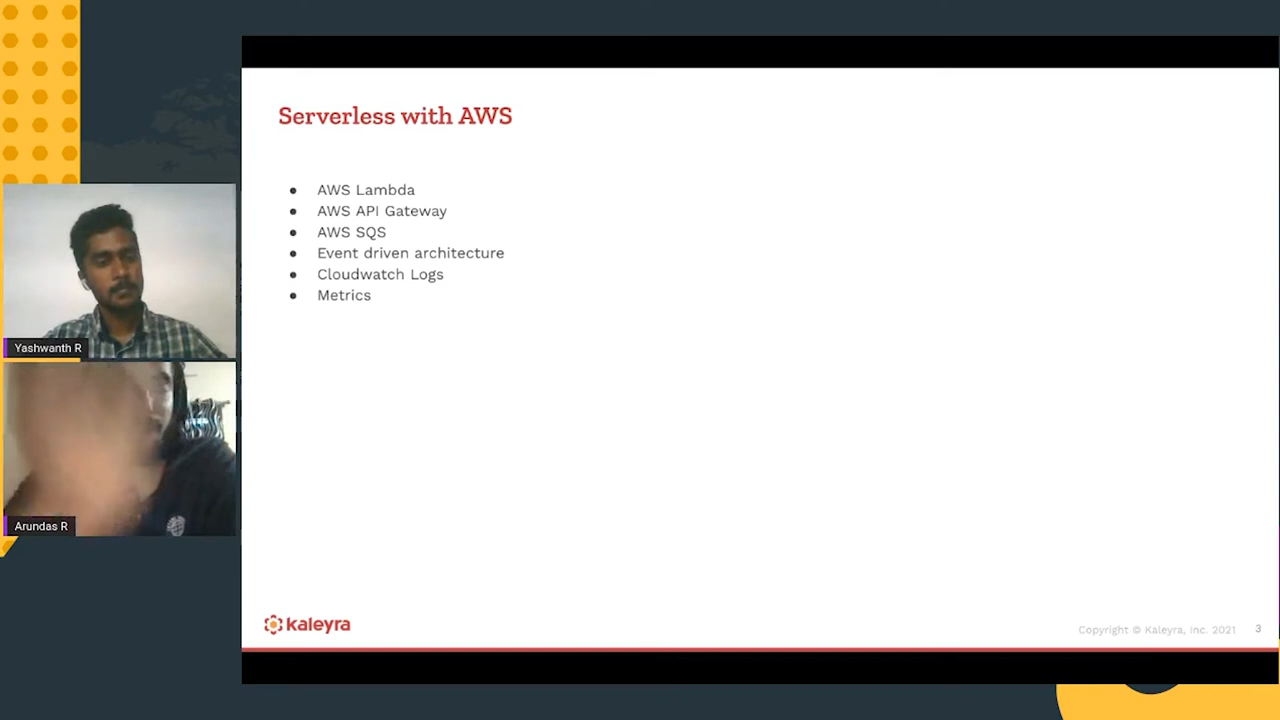 Serverless with AWS
● AWS Lambda
● AWS API Gateway
● AWS SQS
● Event driven architecture
● Cloudwatch Logs
● Metrics
Yashwanth R
Arundas R
kaleyra
Copyright © Kaleyra, Inc. 2021 3